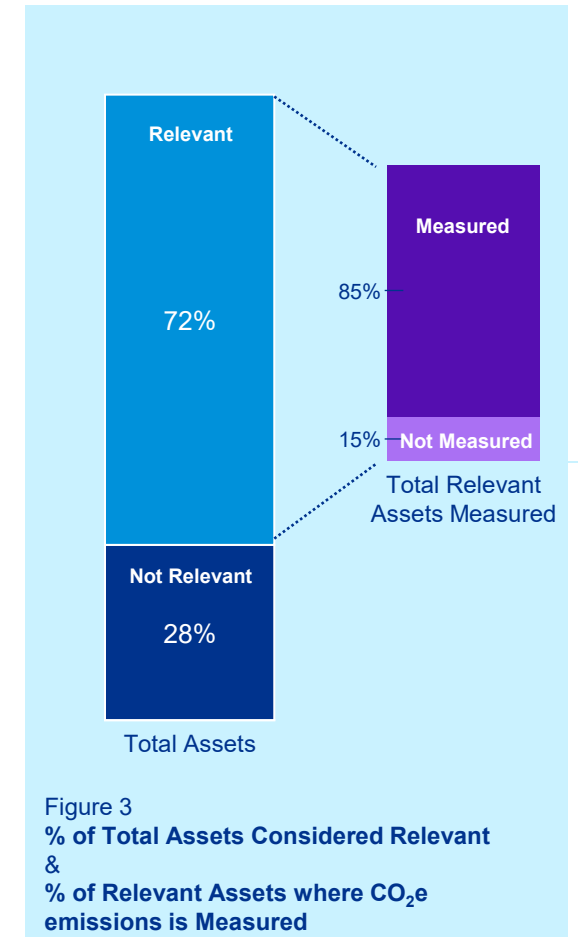 Relevant
72%
Not Relevant
28%
Total Assets
Measured
85%
15%
Not Measured
Total Relevant
Assets Measured
Figure 3
% of Total Assets Considered Relevant
&
% of Relevant Assets where CO₂e
emissions is Measured